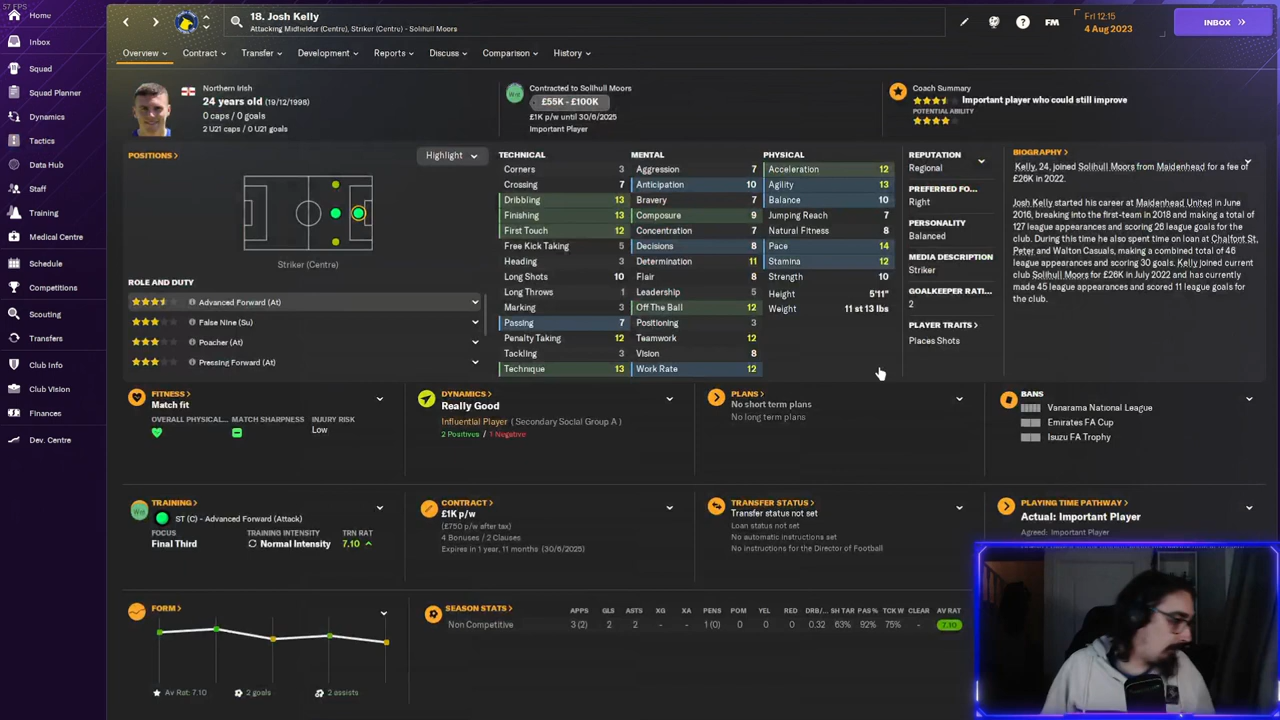 57 FPS
Home
Inbox
Squad
Squad Planner
Dynamics
Tactics
Data Hub
Staff
Training
Medical Centre
Schedule
Competitions
Scouting
Transfers
Club Info
Club Vision
Finances
Dev. Centre
18. Josh Kelly
Attacking Midfielder (Centre), Striker (Centre) - Solihull Moors
FM
Fri 12:15
4 Aug 2023
INBOX
Overview
Contract
Transfer
Development
Reports
Discuss
Comparison
History
Northern Irish
24 years old (19/12/1998)
0 caps / 0 goals
2 U21 caps / 0 U21 goals
Wnt
Contracted to Solihull Moors
£55K - £100K
£1K p/w until 30/6/2025
Important Player
Coach Summary
Important player who could still improve
POTENTIAL ABILITY
POSITIONS
Highlight
Striker (Centre)
ROLE AND DUTY
Advanced Forward (At)
False Nine (Su)
Poacher (At)
Pressing Forward (At)
TECHNICAL
Corners 3
Crossing 7
Dribbling 13
Finishing 13
First Touch 12
Free Kick Taking 5
Heading 8
Long Shots 10
Long Throws 1
Marking 3
Passing 7
Penalty Taking 12
Tackling 3
Technique 13
MENTAL
Aggression 7
Anticipation 10
Bravery 7
Composure 9
Concentration 7
Decisions 8
Determination 11
Flair 8
Leadership 5
Off The Ball 12
Positioning 3
Teamwork 12
Vision 8
Work Rate 12
PHYSICAL
Acceleration 12
Agility 13
Balance 10
Jumping Reach 7
Natural Fitness 8
Pace 14
Stamina 12
Strength 10
Height 5'11"
Weight 11 st 13 lbs
REPUTATION
Regional
PREFERRED FO...
Right
PERSONALITY
Balanced
MEDIA DESCRIPTION
Striker
GOALKEEPER RATI...
2
PLAYER TRAITS
Places Shots
BIOGRAPHY
Kelly, 24, joined Solihull Moors from Maidenhead for a fee of
£26K in 2022.
Josh Kelly started his career at Maidenhead United in June
2016, breaking into the first-team in 2018 and making a total of
127 league appearances and scoring 26 league goals for the
club. During this time he also spent time on loan at Chalfont St.
Peter and Walton Casuals, making a combined total of 46
league appearances and scoring 30 goals. Kelly joined current
club Solihull Moors for £26K in July 2022 and has currently
made 45 league appearances and scored 11 league goals for
the club.
FITNESS
Match fit
OVERALL PHYSICAL...
MATCH SHARPNESS
INJURY RISK
Low
DYNAMICS
Really Good
Influential Player ( Secondary Social Group A )
2 Positives / 1 Negative
PLANS
No short term plans
No long term plans
BANS
Vanarama National League
Emirates FA Cup
Isuzu FA Trophy
Wnt
TRAINING
ST (C) - Advanced Forward (Attack)
FOCUS
Final Third
TRAINING INTENSITY
Normal Intensity
TRN RAT
7.10
CONTRACT
£1K p/w
(£750 p/w after tax)
4 Bonuses / 2 Clauses
Expires in 1 year, 11 months (30/6/2025)
TRANSFER STATUS
Transfer status not set
Loan status not set
No automatic instructions set
No instructions for the Director of Football
PLAYING TIME PATHWAY
Actual: Important Player
Agreed: Important Player
FORM
Av Rat: 7.10
2 goals
2 assists
SEASON STATS
APPS GLS ASTS XG XA PENS POM YEL RED DRB/... SH TAR PAS% TCK W CLEAR AV RAT
Non Competitive 3 (2) 2 2 - - 1 (0) 0 0 0 0.32 63% 92% 75% - 7.10